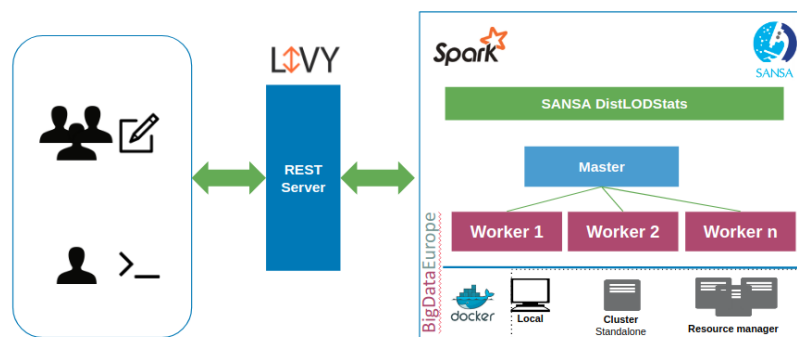 LIVY
REST
Server
Spark
SANSA
SANSA DistLODStats
Master
Worker 1
Worker 2
Worker n
BigDataEurope
docker
Local
Cluster
Standalone
Resource manager